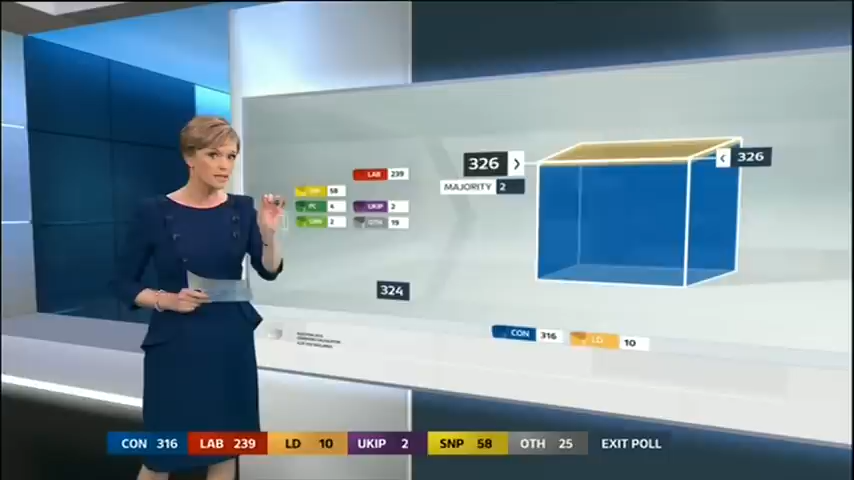 326
326
MAJORITY 2
LAB 239
SNP 58
PC 4
UKIP 2
GRN 2
OTH 19
324
CON 316
LD 10
CON 316 LAB 239 LD 10 UKIP 2 SNP 58 OTH 25 EXIT POLL